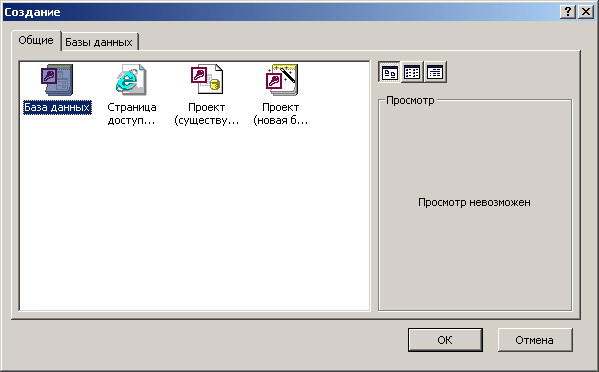 Создание
Общие
Базы данных
База данных
Страница
доступ...
Проект
(существу...
Проект
(новая б...
Просмотр
Просмотр невозможен
ОК
Отмена